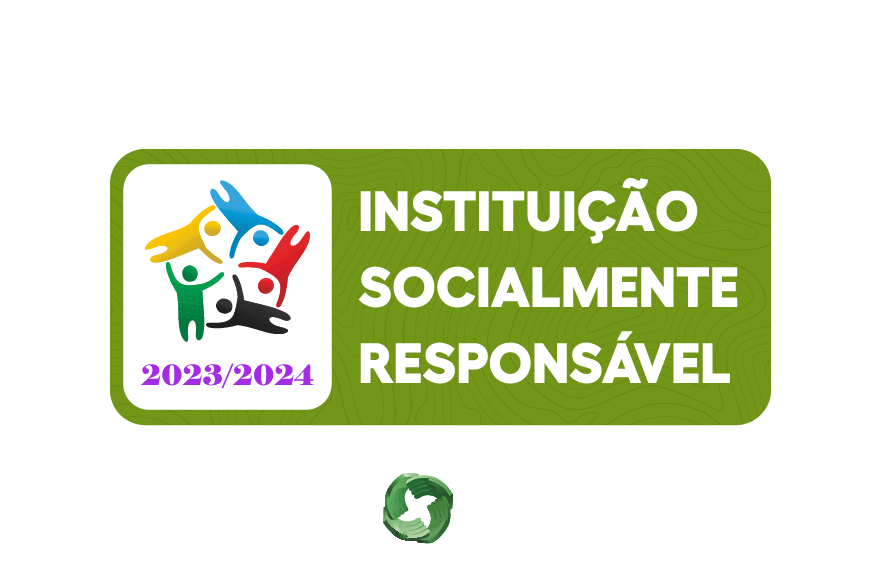 INSTITUIÇÃO
SOCIALMENTE
RESPONSÁVEL
2023/2024